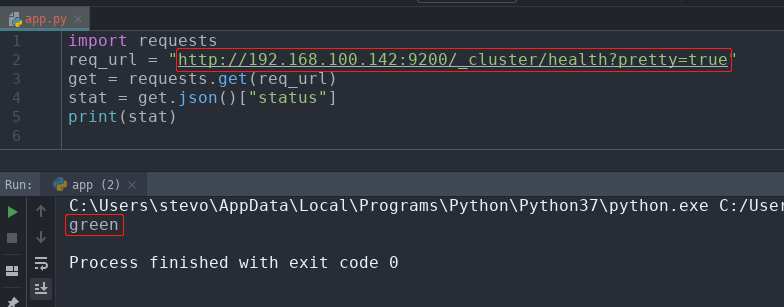 app.py
1 import requests
2 req_url = "http://192.168.100.142:9200/_cluster/health?pretty=true"
3 get = requests.get(req_url)
4 stat = get.json()["status"]
5 print(stat)
6
Run: app (2)
C:\Users\stevo\AppData\Local\Programs\Python\Python37\python.exe C:/User
green
Process finished with exit code 0